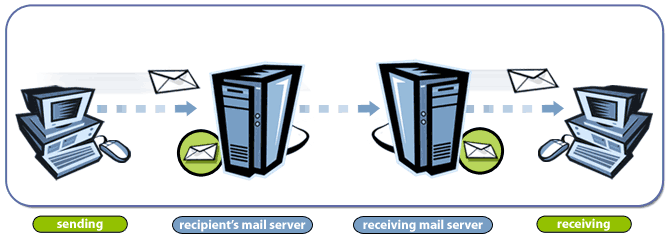 sending
recipient's mail server
receiving mail server
receiving